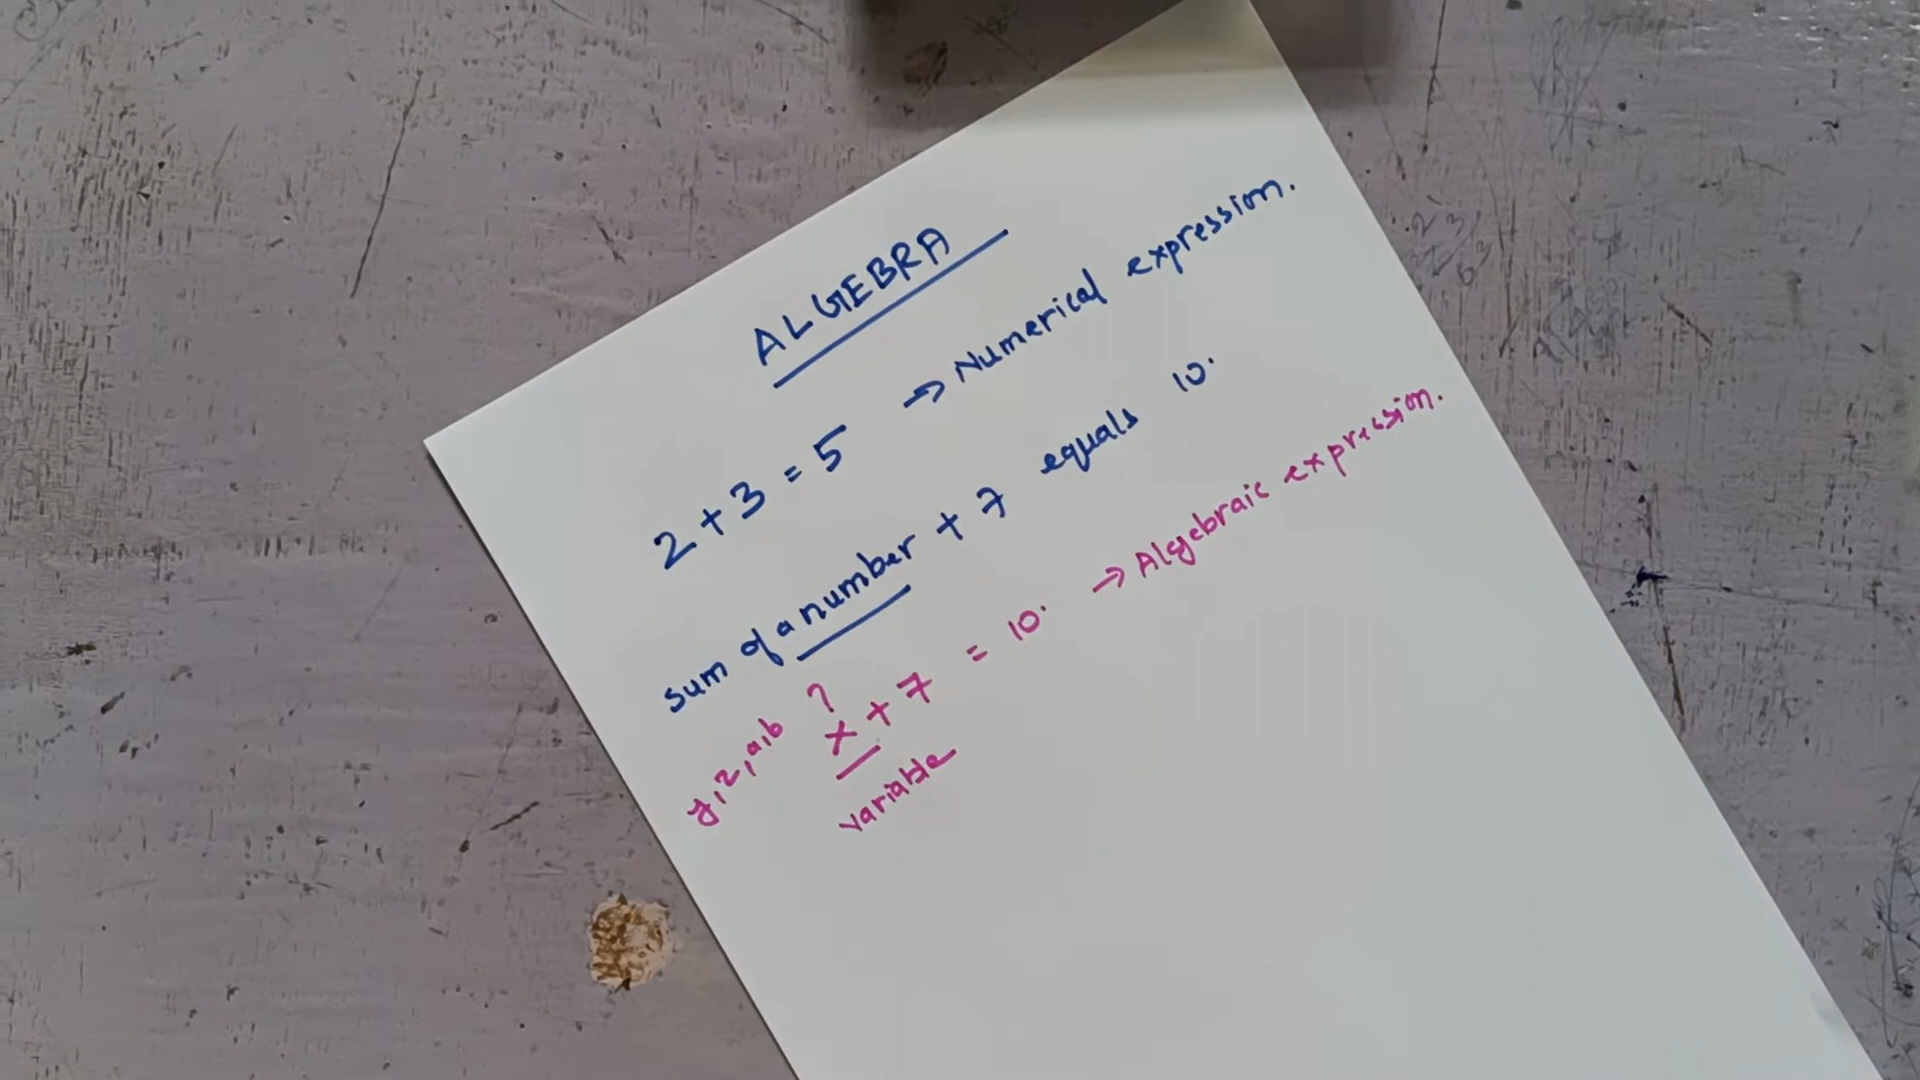 ALGEBRA
2 + 3 = 5 → Numerical expression.
sum of a number + 7 equals 10.
?
y, z, a, b x + 7 = 10. → Algebraic expression.
variable